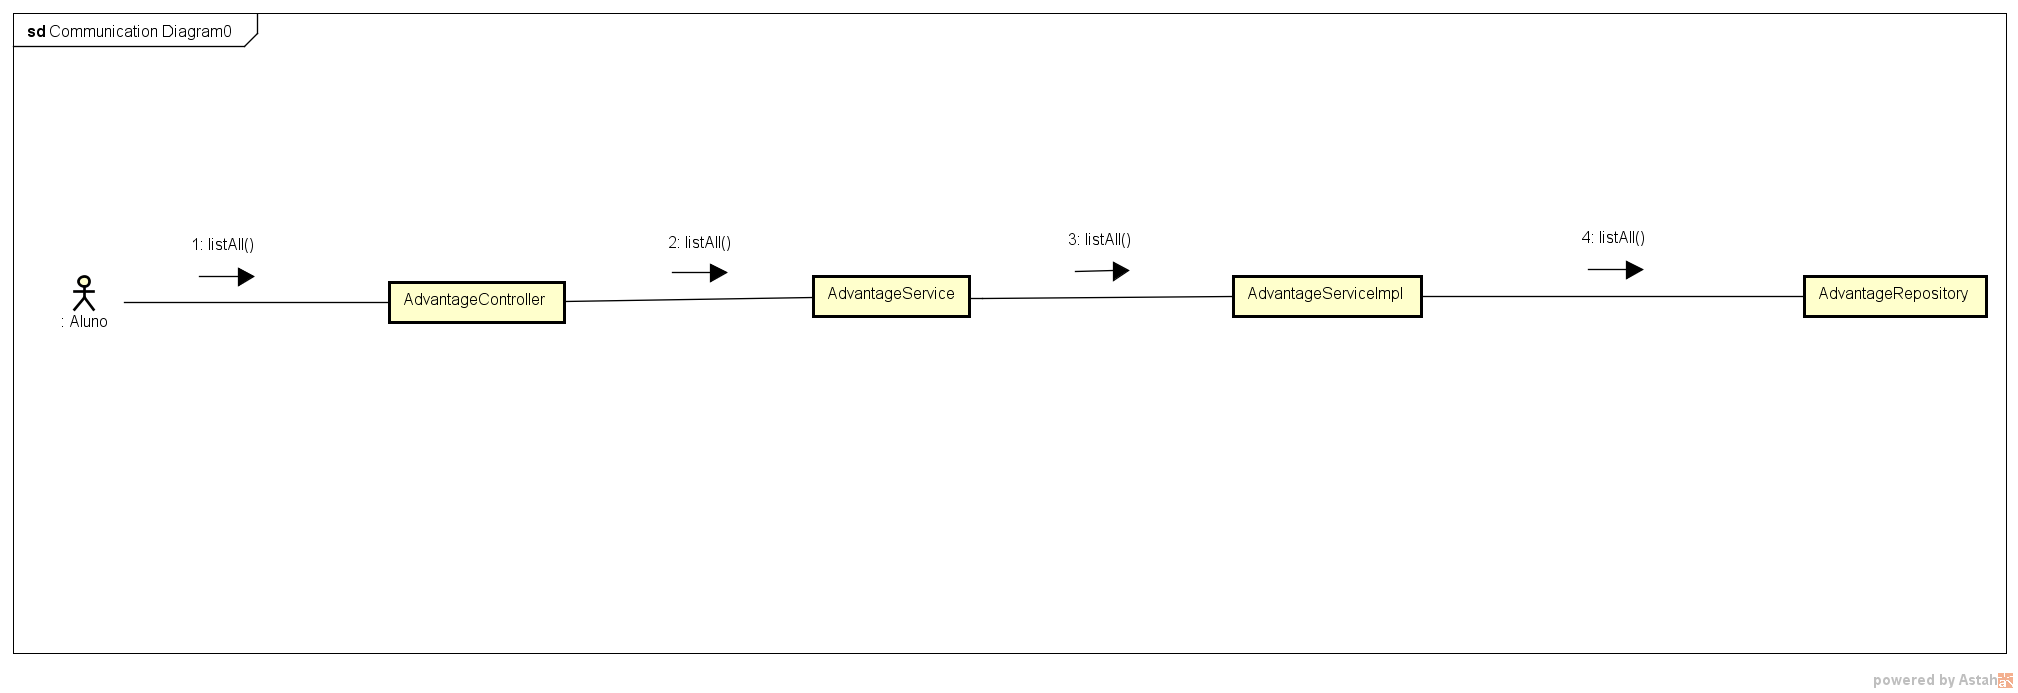 sd Communication Diagram0
1: listAll()
2: listAll()
3: listAll()
4: listAll()
: Aluno
AdvantageController
AdvantageService
AdvantageServiceImpl
AdvantageRepository
powered by Astah